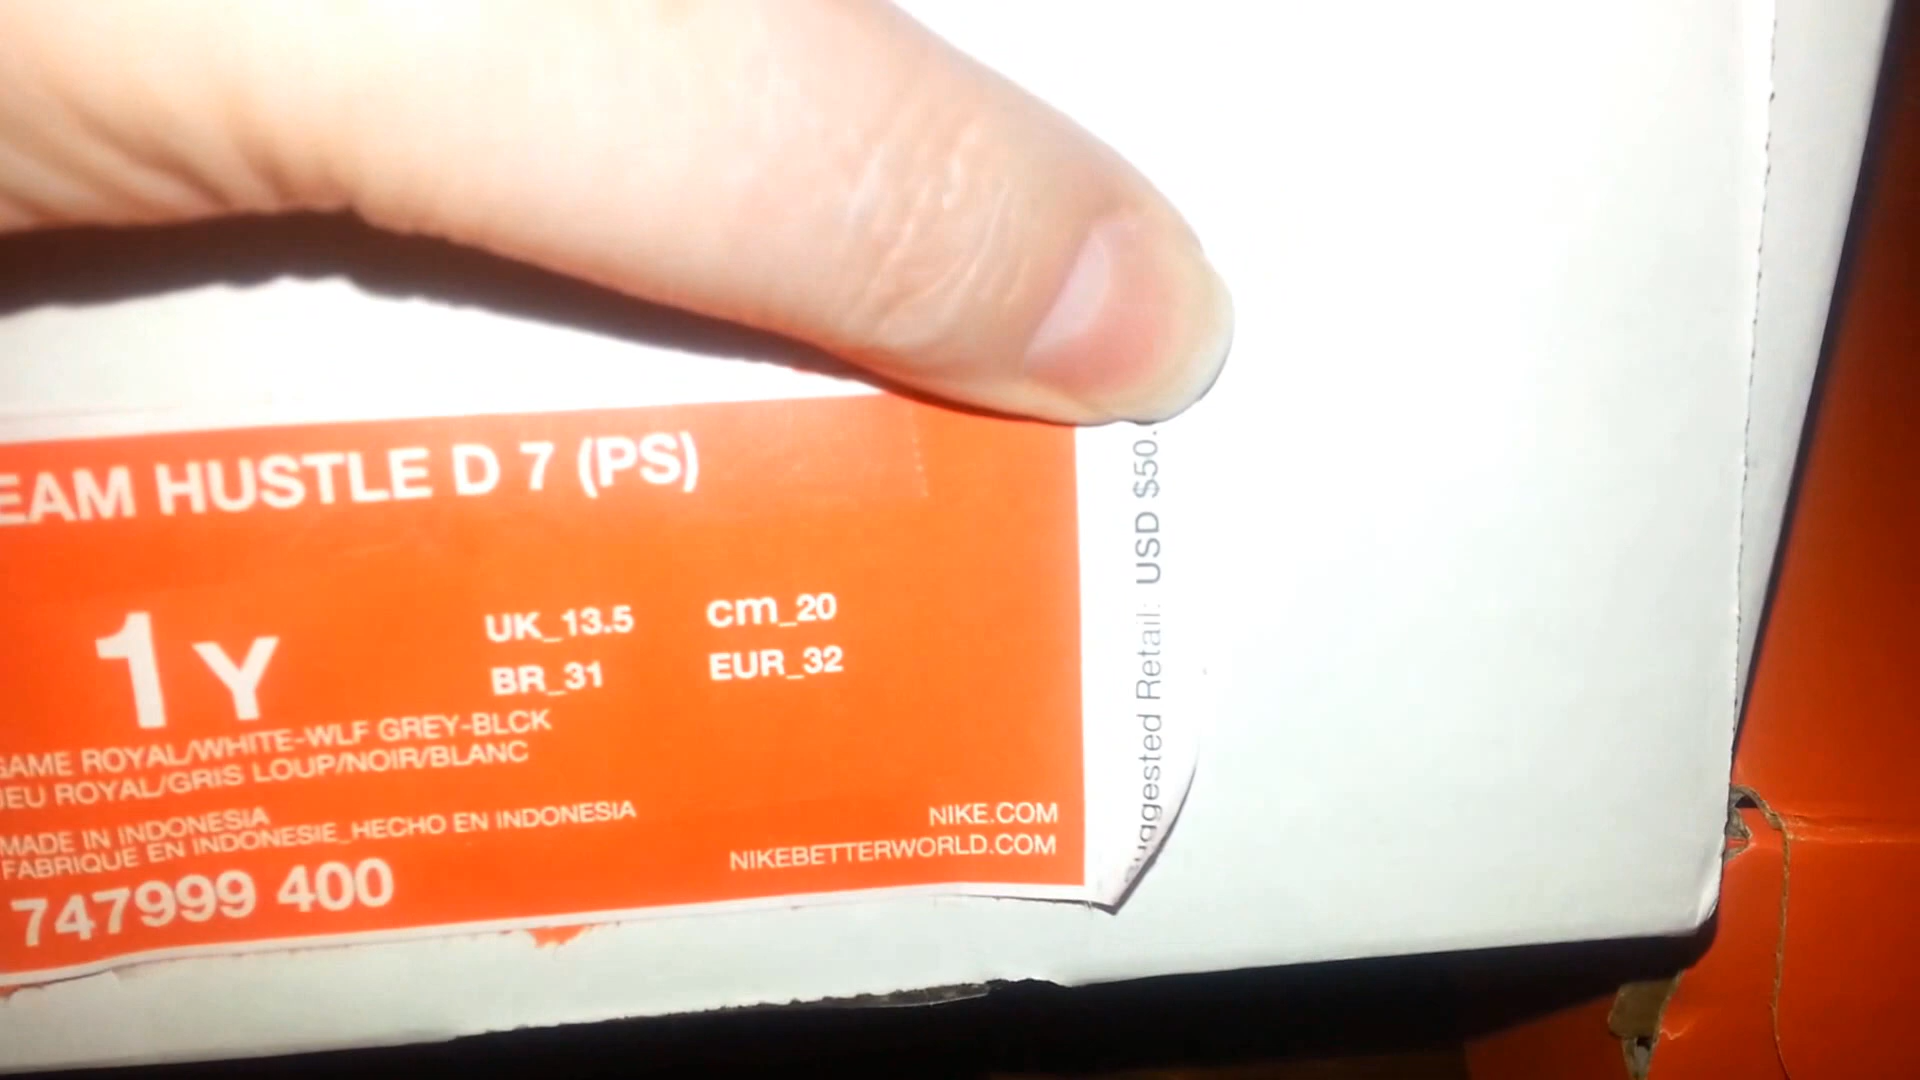 EAM HUSTLE D 7 (PS)
1Y
UK_13.5 cm_20
BR_31 EUR_32
GAME ROYAL/WHITE-WLF GREY-BLCK
JEU ROYAL/GRIS LOUP/NOIR/BLANC
MADE IN INDONESIA
FABRIQUE EN INDONESIE_HECHO EN INDONESIA
747999 400
NIKE.COM
NIKEBETTERWORLD.COM
Suggested Retail: USD $50.